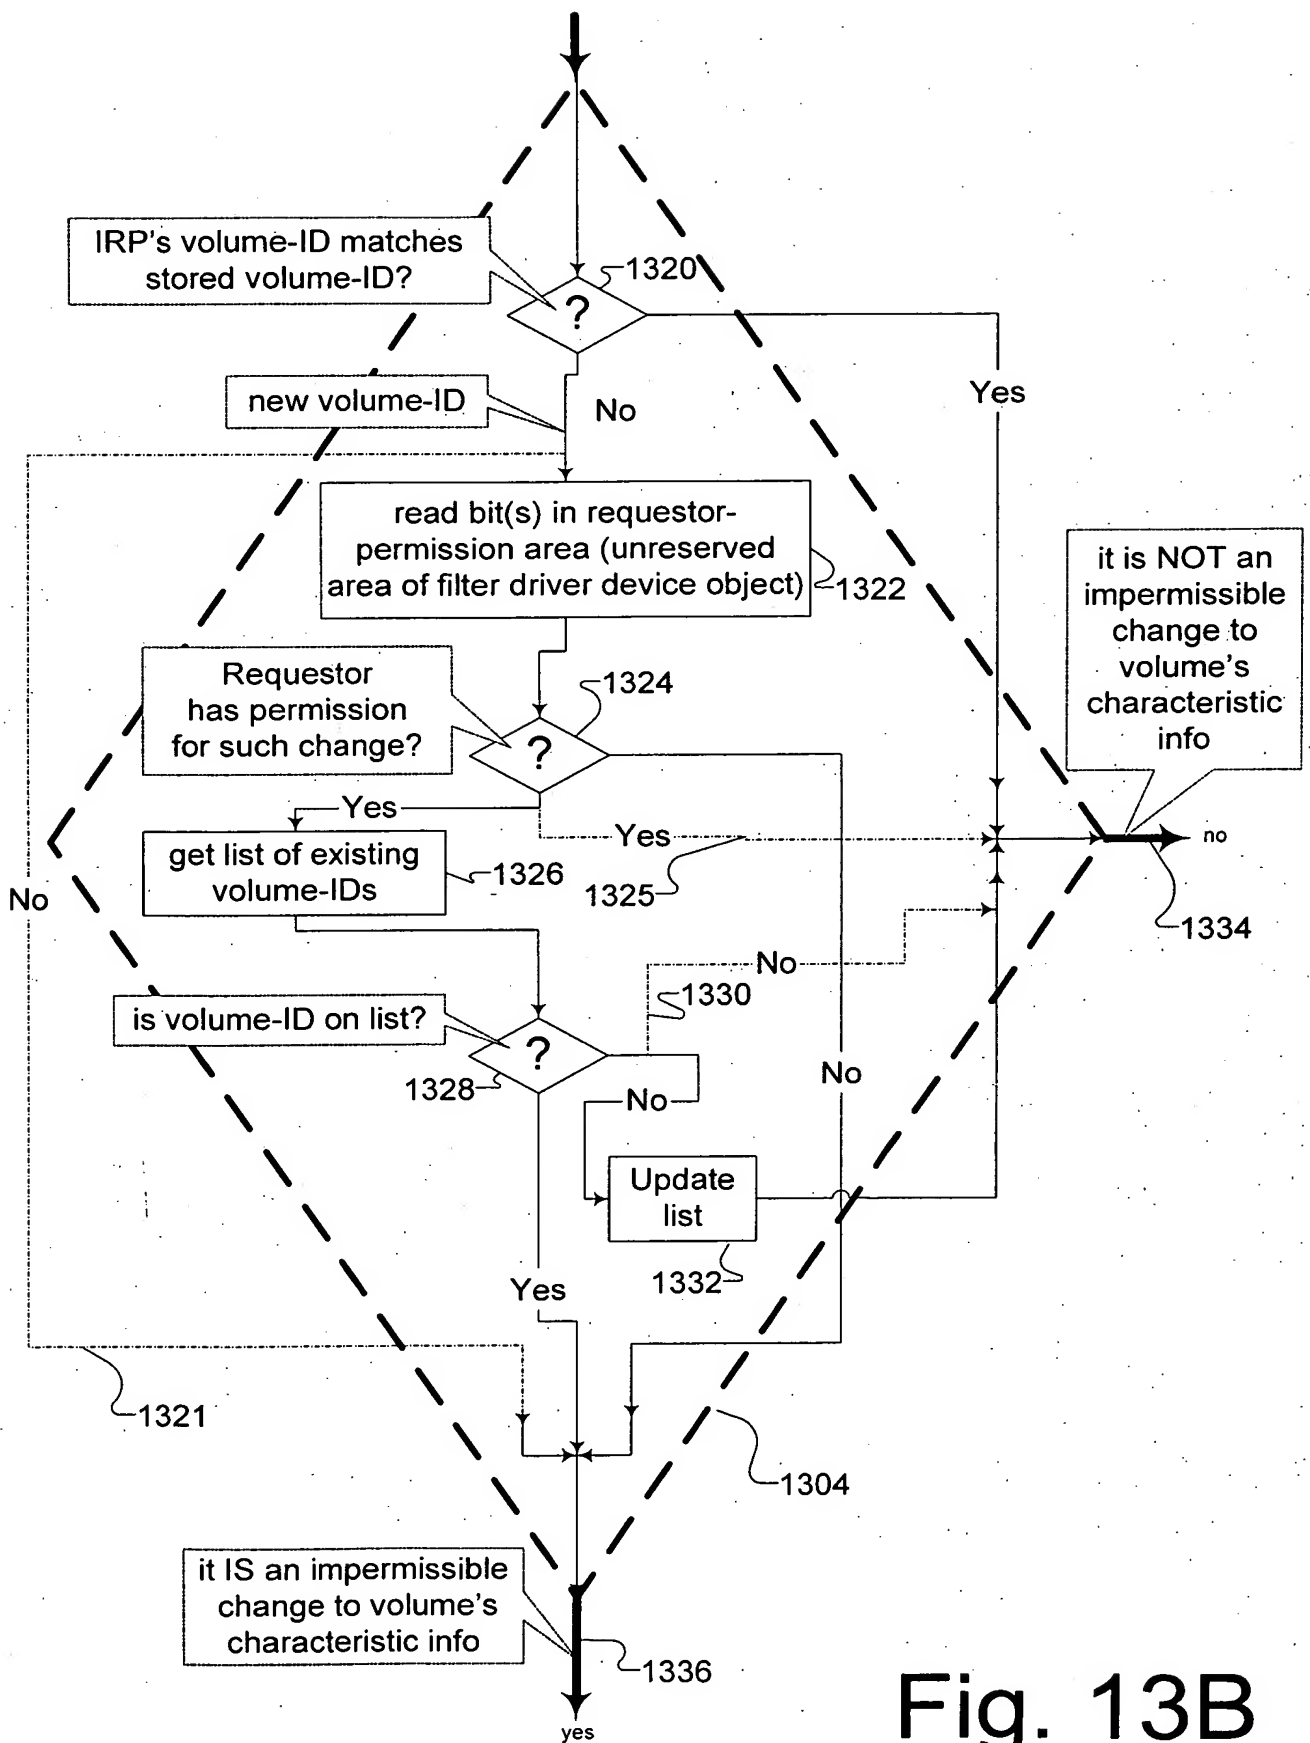 IRP's volume-ID matches
stored volume-ID?
1320
?
Yes
new volume-ID
No
read bit(s) in requestor-
permission area (unreserved
area of filter driver device object)
1322
it is NOT an
impermissible
change to
volume's
characteristic
info
Requestor
has permission
for such change?
1324
?
Yes
Yes
no
get list of existing
volume-IDs
1326
1325
No
1334
No
1330
is volume-ID on list?
?
1328
No
No
Update
list
1332
Yes
1321
1304
it IS an impermissible
change to volume's
characteristic info
1336
yes
Fig. 13B